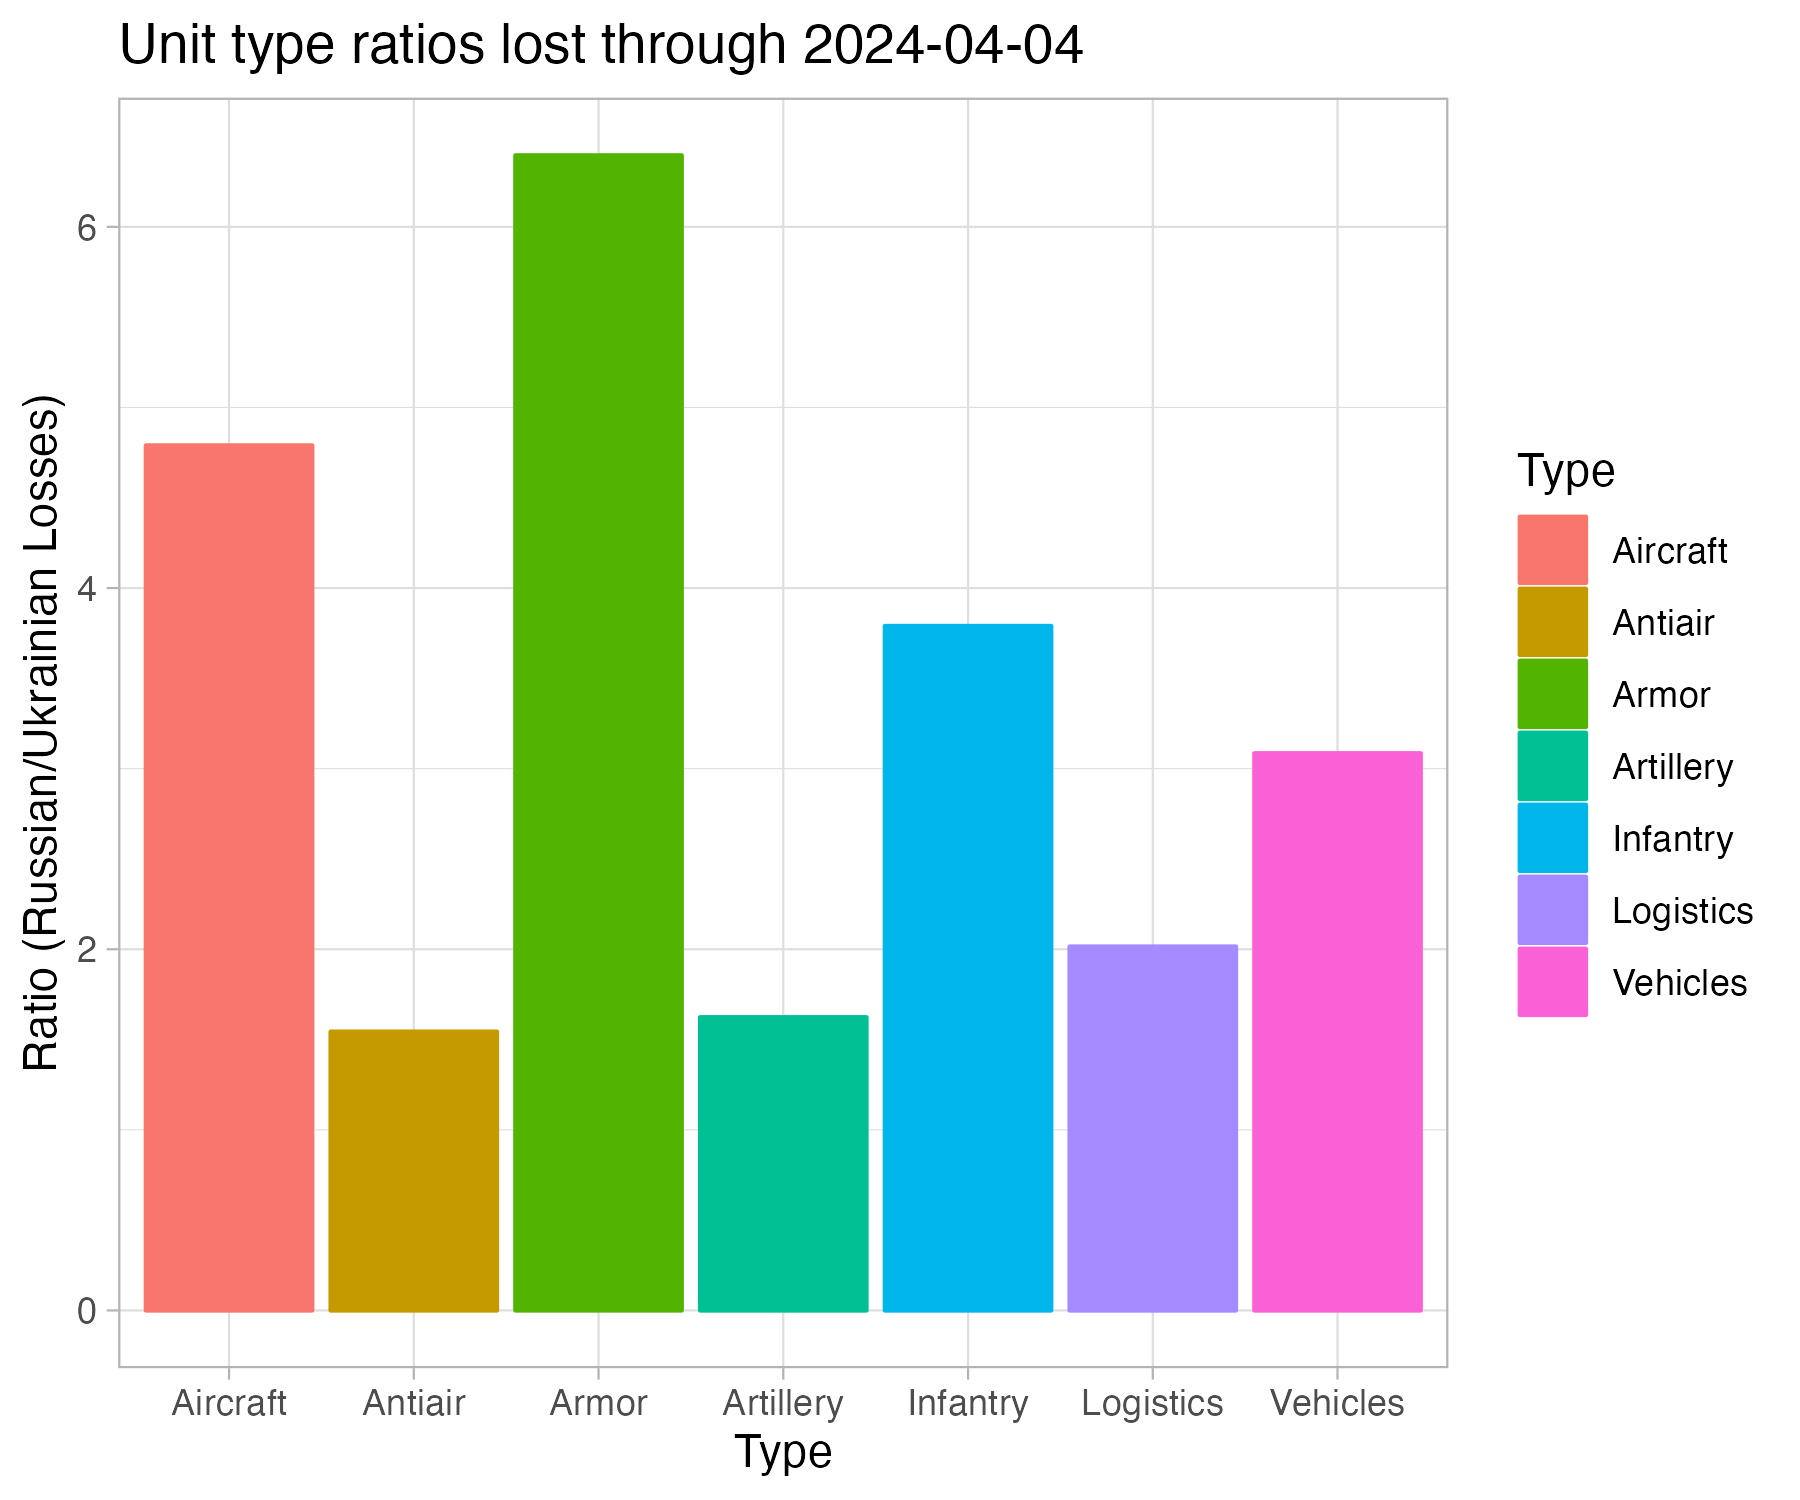 Unit type ratios lost through 2024-04-04
Ratio (Russian/Ukrainian Losses)
6
4
2
0
Aircraft
Antiair
Armor
Artillery
Infantry
Logistics
Vehicles
Type
Type
Aircraft
Antiair
Armor
Artillery
Infantry
Logistics
Vehicles